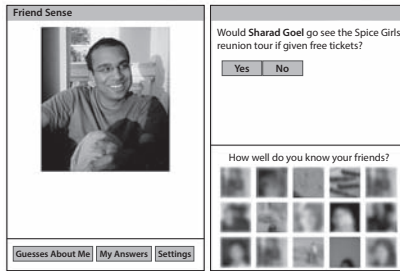 Friend Sense
Would Sharad Goel go see the Spice Girls
reunion tour if given free tickets?
Yes
No
How well do you know your friends?
Guesses About Me
My Answers
Settings